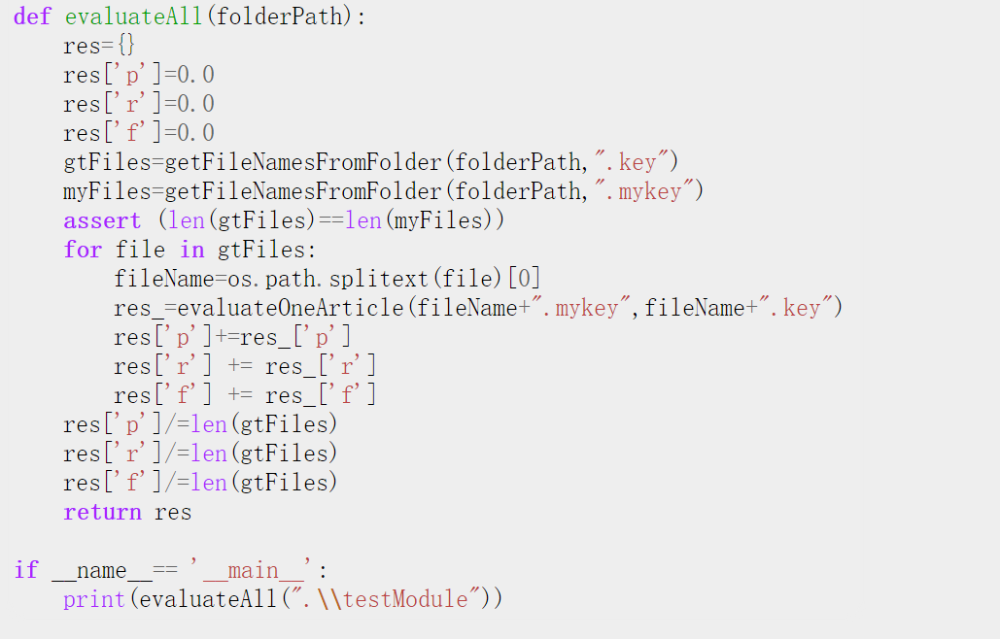 def evaluateAll(folderPath):
    res={}
    res['p']=0.0
    res['r']=0.0
    res['f']=0.0
    gtFiles=getFileNamesFromFolder(folderPath,".key")
    myFiles=getFileNamesFromFolder(folderPath,".mykey")
    assert (len(gtFiles)==len(myFiles))
    for file in gtFiles:
        fileName=os.path.splitext(file)[0]
        res_=evaluateOneArticle(fileName+".mykey",fileName+".key")
        res['p']+=res_['p']
        res['r'] += res_['r']
        res['f'] += res_['f']
    res['p']/=len(gtFiles)
    res['r']/=len(gtFiles)
    res['f']/=len(gtFiles)
    return res

if __name__== '__main__':
    print(evaluateAll(".\\testModule"))